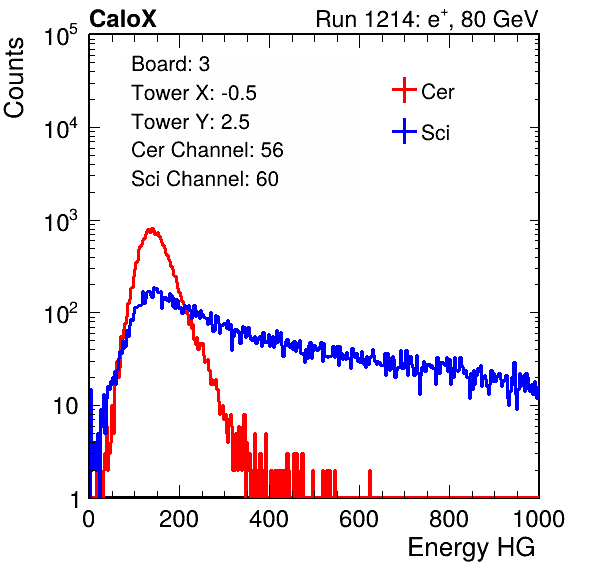 CaloX Run 1214: e⁺, 80 GeV
Counts
10⁵
10⁴
10³
10²
10
1
Board: 3
Tower X: -0.5
Tower Y: 2.5
Cer Channel: 56
Sci Channel: 60
Cer
Sci
0 200 400 600 800 1000
Energy HG